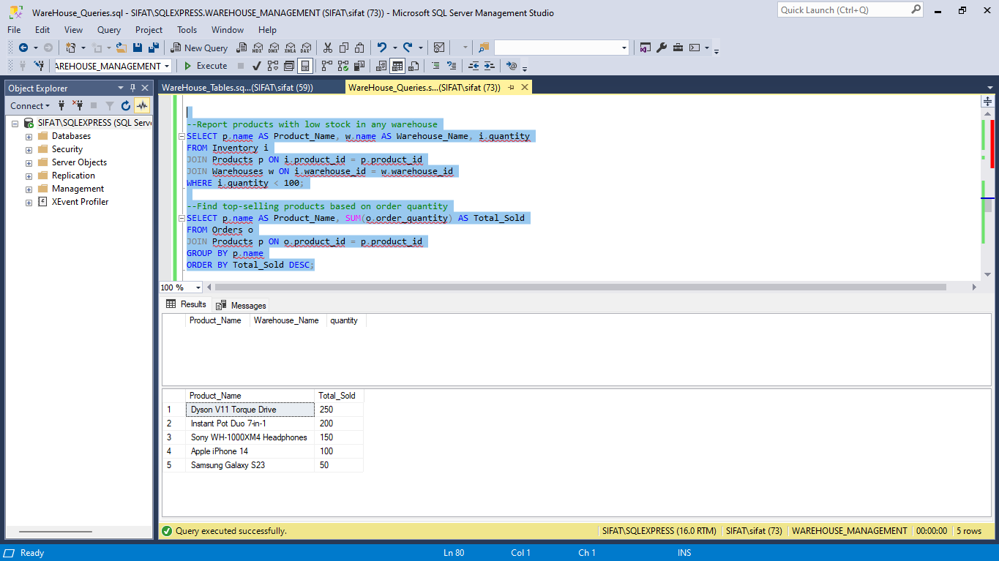 WareHouse_Queries.sql - SIFAT\SQLEXPRESS.WAREHOUSE_MANAGEMENT (SIFAT\sifat (73)) - Microsoft SQL Server Management Studio
Quick Launch (Ctrl+Q)
File Edit View Query Project Tools Window Help
New Query MDX DMX XMLA DAX
AREHOUSE_MANAGEMENT Execute
Object Explorer
WareHouse_Tables.sq...(SIFAT\sifat (59))
WareHouse_Queries.s...(SIFAT\sifat (73))
Connect
SIFAT\SQLEXPRESS (SQL Serve
Databases
Security
Server Objects
Replication
Management
XEvent Profiler
--Report products with low stock in any warehouse
SELECT p.name AS Product_Name, w.name AS Warehouse_Name, i.quantity
FROM Inventory i
JOIN Products p ON i.product_id = p.product_id
JOIN Warehouses w ON i.warehouse_id = w.warehouse_id
WHERE i.quantity < 100;
--Find top-selling products based on order quantity
SELECT p.name AS Product_Name, SUM(o.order_quantity) AS Total_Sold
FROM Orders o
JOIN Products p ON o.product_id = p.product_id
GROUP BY p.name
ORDER BY Total_Sold DESC;
100 %
Results Messages
Product_Name Warehouse_Name quantity
Product_Name Total_Sold
1 Dyson V11 Torque Drive 250
2 Instant Pot Duo 7-in-1 200
3 Sony WH-1000XM4 Headphones 150
4 Apple iPhone 14 100
5 Samsung Galaxy S23 50
Query executed successfully. SIFAT\SQLEXPRESS (16.0 RTM) SIFAT\sifat (73) WAREHOUSE_MANAGEMENT 00:00:00 5 rows
Ready Ln 80 Col 1 Ch 1 INS